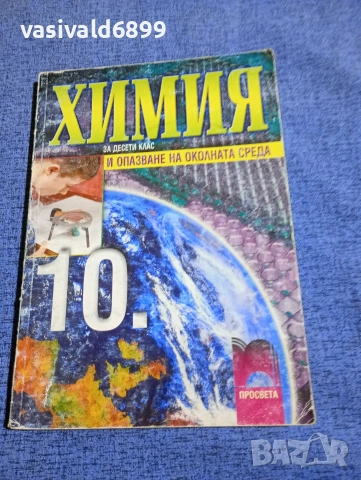 vasivald6899
ХИМИЯ
ЗА ДЕСЕТИ КЛАС
И ОПАЗВАНЕ НА ОКОЛНАТА СРЕДА
10.
ПРОСВЕТА
BAZAR